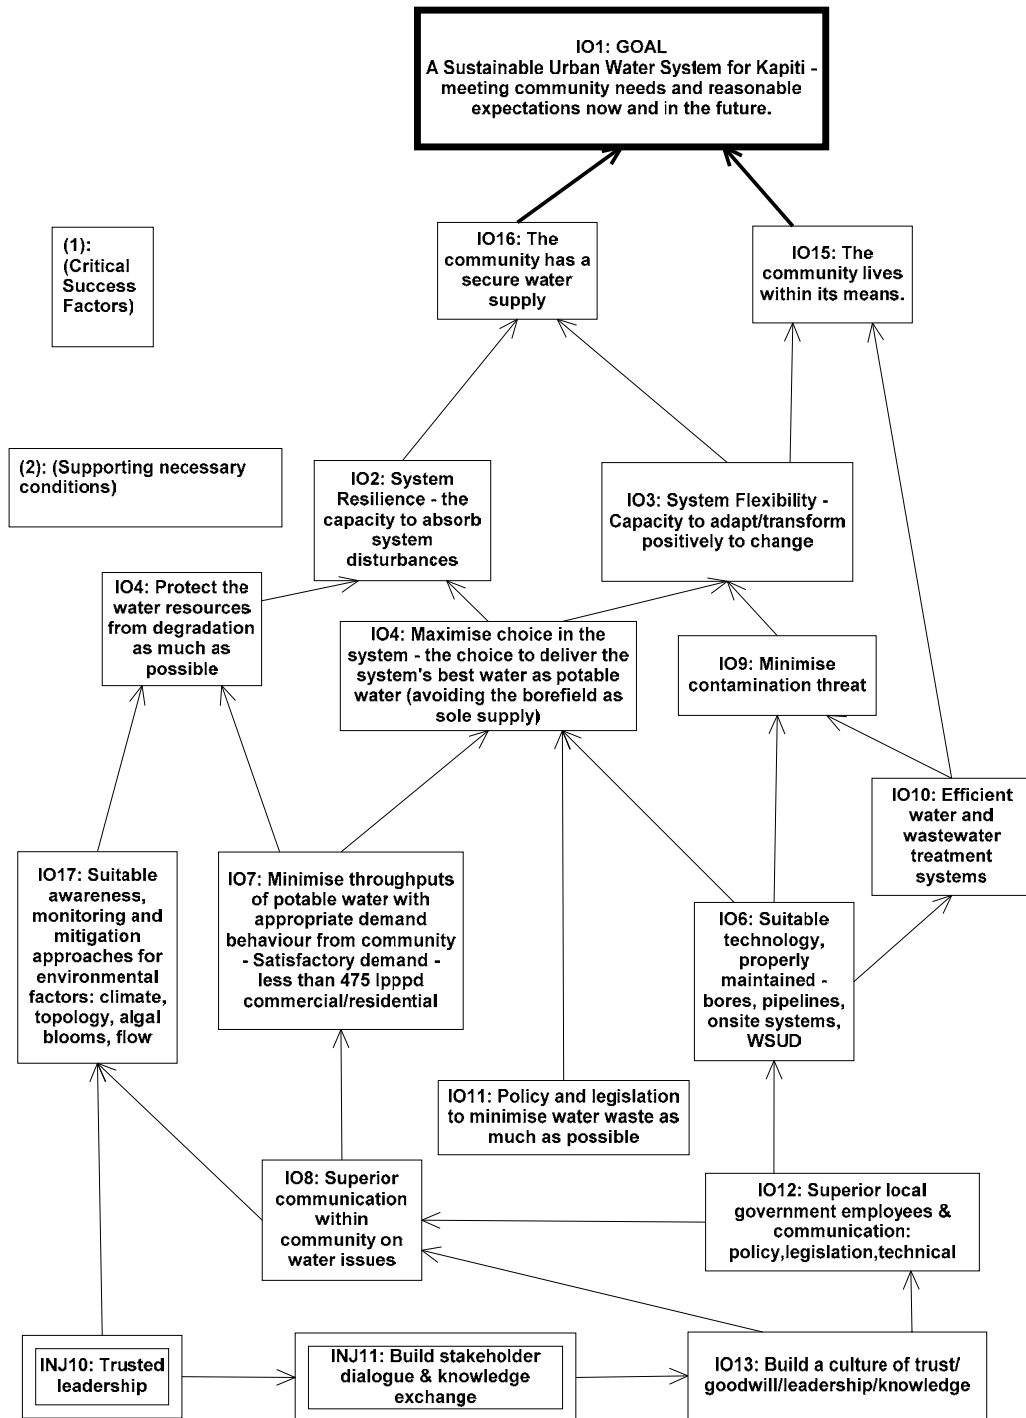 IO1: GOAL
A Sustainable Urban Water System for Kapiti -
meeting community needs and reasonable
expectations now and in the future.
(1):
(Critical
Success
Factors)
IO16: The
community has a
secure water
supply
IO15: The
community lives
within its means.
(2): (Supporting necessary
conditions)
IO2: System
Resilience - the
capacity to absorb
system
disturbances
IO3: System Flexibility -
Capacity to adapt/transform
positively to change
IO4: Protect the
water resources
from degradation
as much as
possible
IO4: Maximise choice in the
system - the choice to deliver the
system's best water as potable
water (avoiding the borefield as
sole supply)
IO9: Minimise
contamination threat
IO10: Efficient
water and
wastewater
treatment
systems
IO17: Suitable
awareness,
monitoring and
mitigation
approaches for
environmental
factors: climate,
topology, algal
blooms, flow
IO7: Minimise throughputs
of potable water with
appropriate demand
behaviour from community
- Satisfactory demand -
less than 475 lpppd
commercial/residential
IO6: Suitable
technology,
properly
maintained -
bores, pipelines,
onsite systems,
WSUD
IO11: Policy and legislation
to minimise water waste as
much as possible
IO8: Superior
communication
within
community on
water issues
IO12: Superior local
government employees &
communication:
policy,legislation,technical
INJ10: Trusted
leadership
INJ11: Build stakeholder
dialogue & knowledge
exchange
IO13: Build a culture of trust/
goodwill/leadership/knowledge